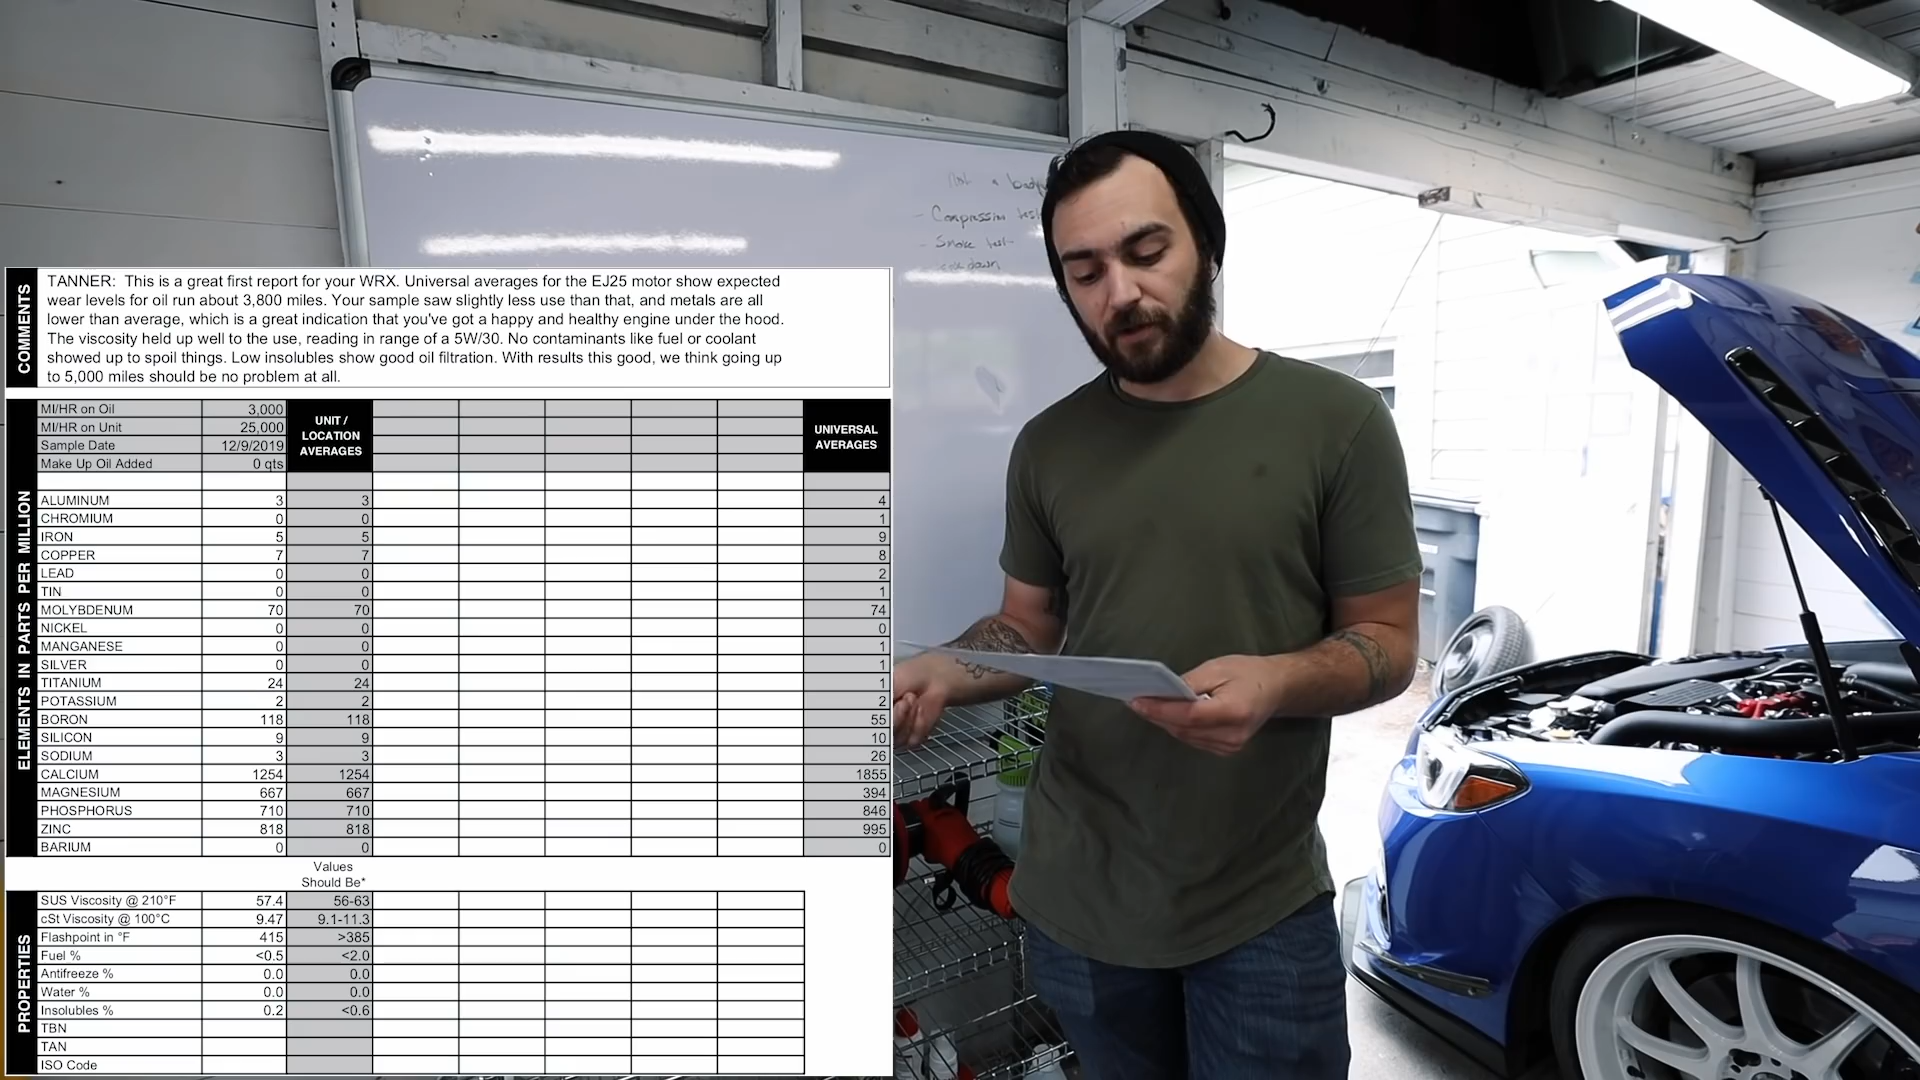 Compression test
Smoke test
COMMENTS
TANNER: This is a great first report for your WRX. Universal averages for the EJ25 motor show expected
wear levels for oil run about 3,800 miles. Your sample saw slightly less use than that, and metals are all
lower than average, which is a great indication that you've got a happy and healthy engine under the hood.
The viscosity held up well to the use, reading in range of a 5W/30. No contaminants like fuel or coolant
showed up to spoil things. Low insolubles show good oil filtration. With results this good, we think going up
to 5,000 miles should be no problem at all.
MI/HR on Oil 3,000
MI/HR on Unit 25,000
Sample Date 12/9/2019
Make Up Oil Added 0 qts
UNIT /
LOCATION
AVERAGES
UNIVERSAL
AVERAGES
ELEMENTS IN PARTS PER MILLION
ALUMINUM 3 3 4
CHROMIUM 0 0 1
IRON 5 5 9
COPPER 7 7 8
LEAD 0 0 2
TIN 0 0 1
MOLYBDENUM 70 70 74
NICKEL 0 0 0
MANGANESE 0 0 1
SILVER 0 0 1
TITANIUM 24 24 1
POTASSIUM 2 2 2
BORON 118 118 55
SILICON 9 9 10
SODIUM 3 3 26
CALCIUM 1254 1254 1855
MAGNESIUM 667 667 394
PHOSPHORUS 710 710 846
ZINC 818 818 995
BARIUM 0 0 0
Values
Should Be*
PROPERTIES
SUS Viscosity @ 210°F 57.4 56-63
cSt Viscosity @ 100°C 9.47 9.1-11.3
Flashpoint in °F 415 >385
Fuel % <0.5 <2.0
Antifreeze % 0.0 0.0
Water % 0.0 0.0
Insolubles % 0.2 <0.6
TBN
TAN
ISO Code